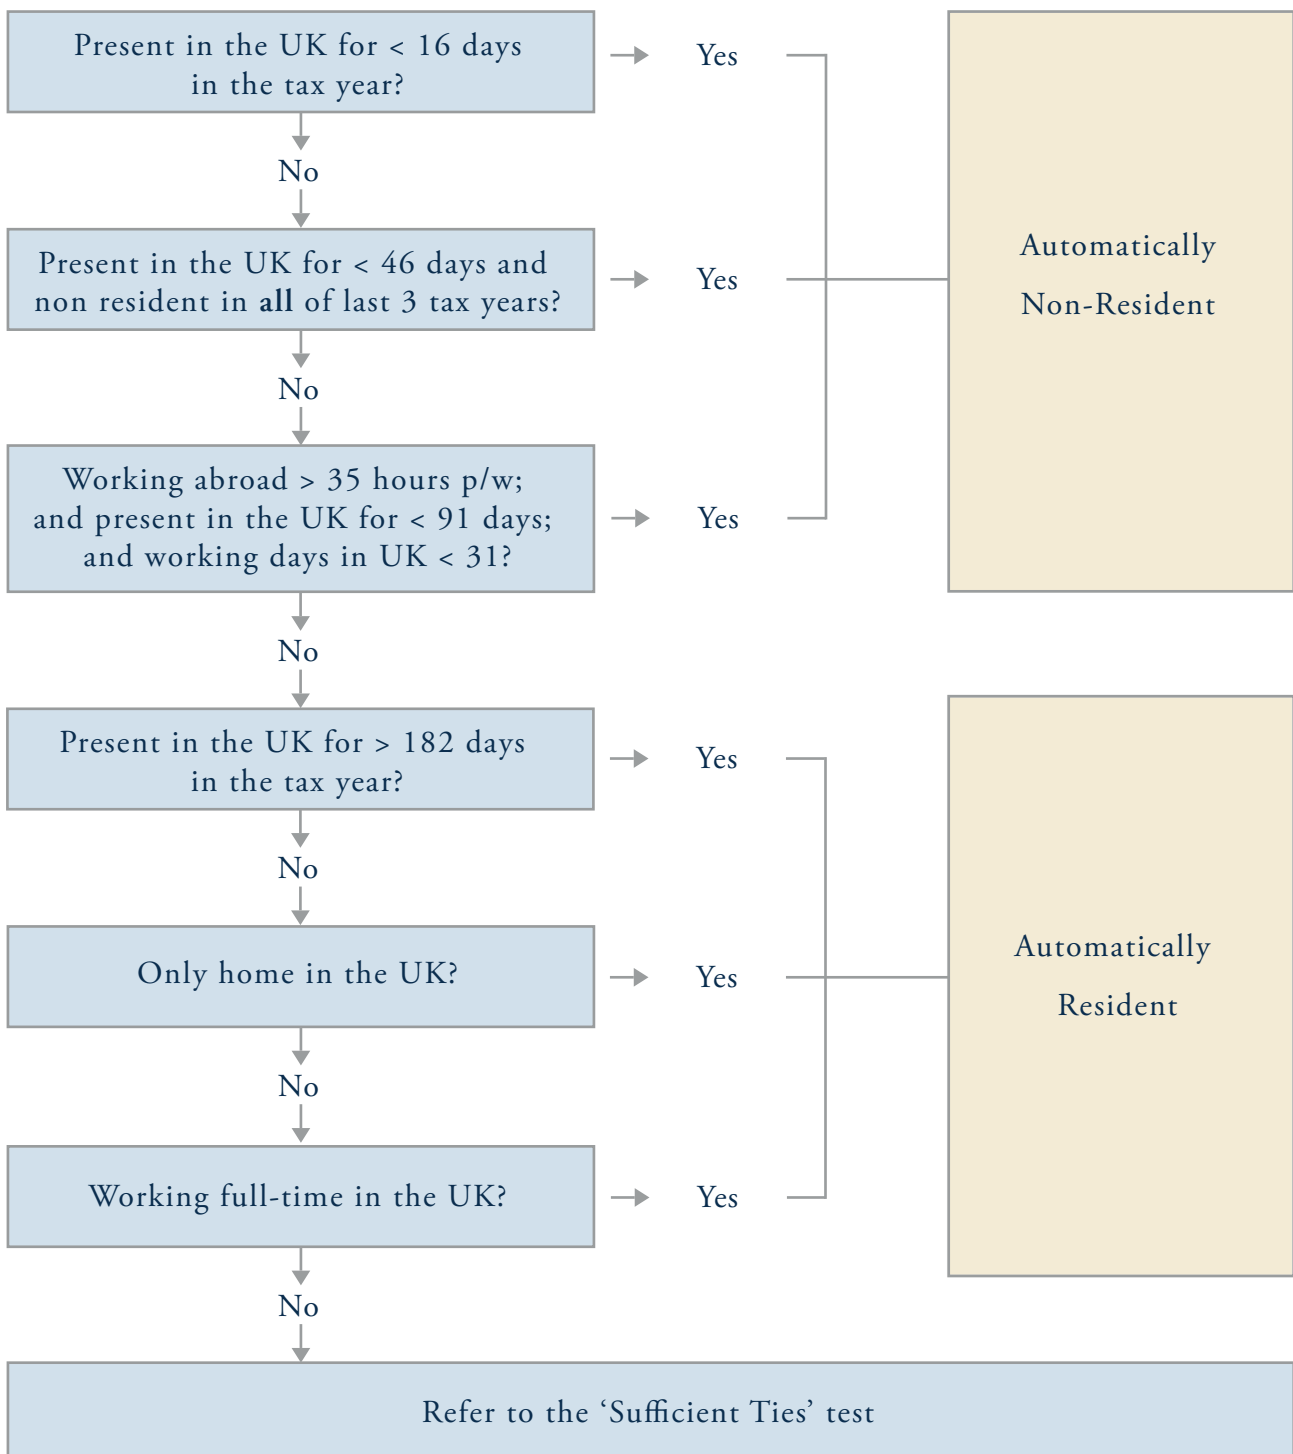 Present in the UK for < 16 days
in the tax year?
Yes
No
Present in the UK for < 46 days and
non resident in all of last 3 tax years?
Yes
Automatically
Non-Resident
No
Working abroad > 35 hours p/w;
and present in the UK for < 91 days;
and working days in UK < 31?
Yes
No
Present in the UK for > 182 days
in the tax year?
Yes
No
Only home in the UK?
Yes
Automatically
Resident
No
Working full-time in the UK?
Yes
No
Refer to the ‘Sufficient Ties’ test